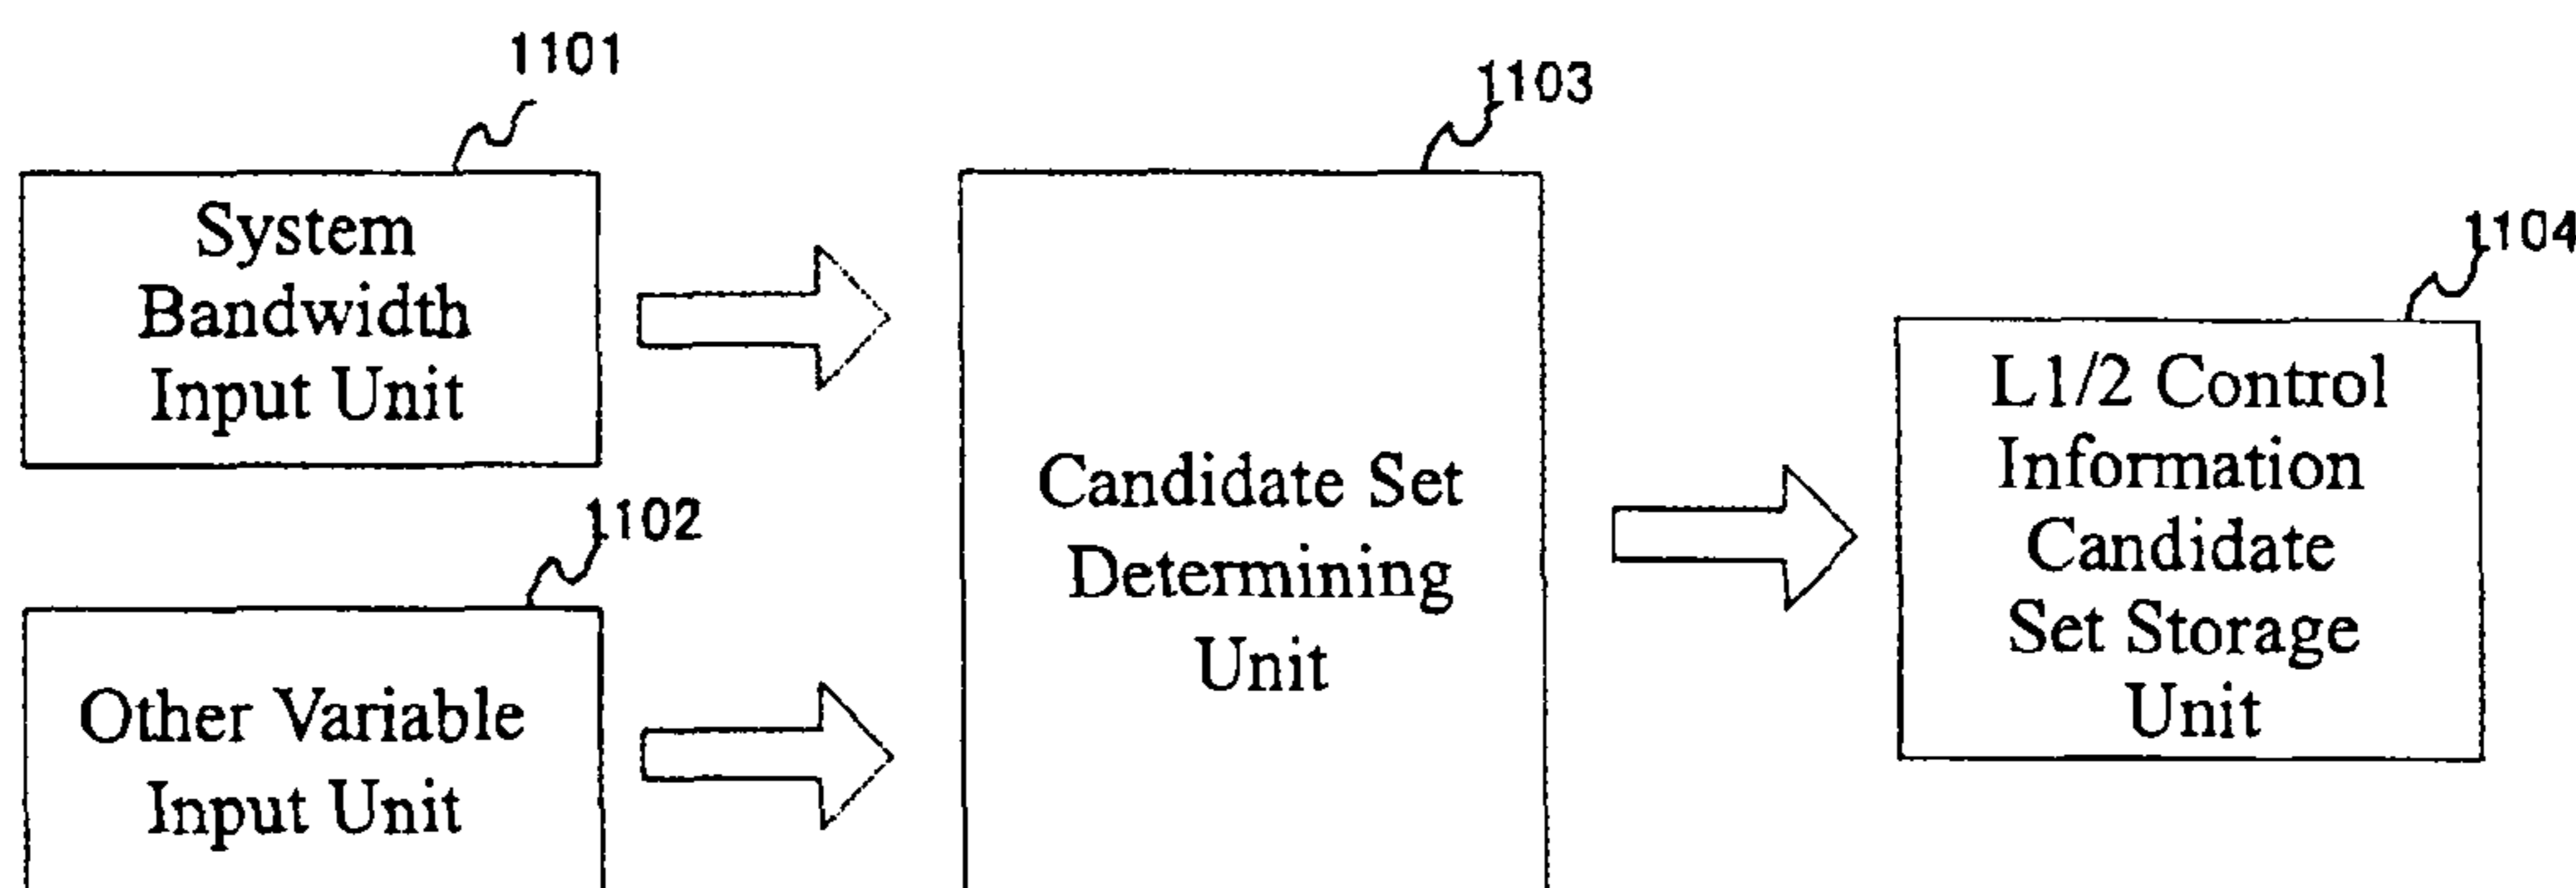 1101
System
Bandwidth
Input Unit
1102
Other Variable
Input Unit
1103
Candidate Set
Determining
Unit
1104
L1/2 Control
Information
Candidate
Set Storage
Unit